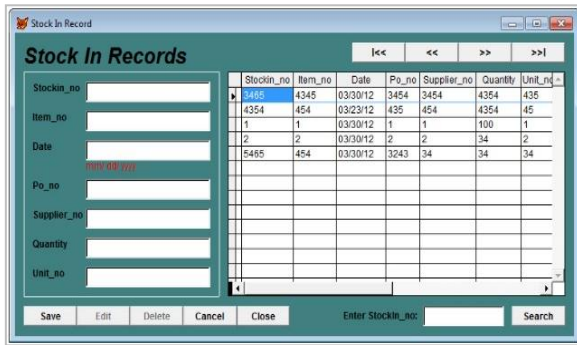 Stock In Record
Stock In Records
|<< << >> >>|
Stockin_no
Item_no
Date
mm/ dd/ yyyy
Po_no
Supplier_no
Quantity
Unit_no
Stockin_no Item_no Date Po_no Supplier_no Quantity Unit_no
3465 4345 03/30/12 3454 3454 4354 435
4354 454 03/23/12 435 454 4354 45
1 1 03/30/12 1 1 100 1
2 2 03/30/12 2 2 34 2
5465 454 03/30/12 3243 34 34 34
Save Edit Delete Cancel Close Enter StockIn_no: Search